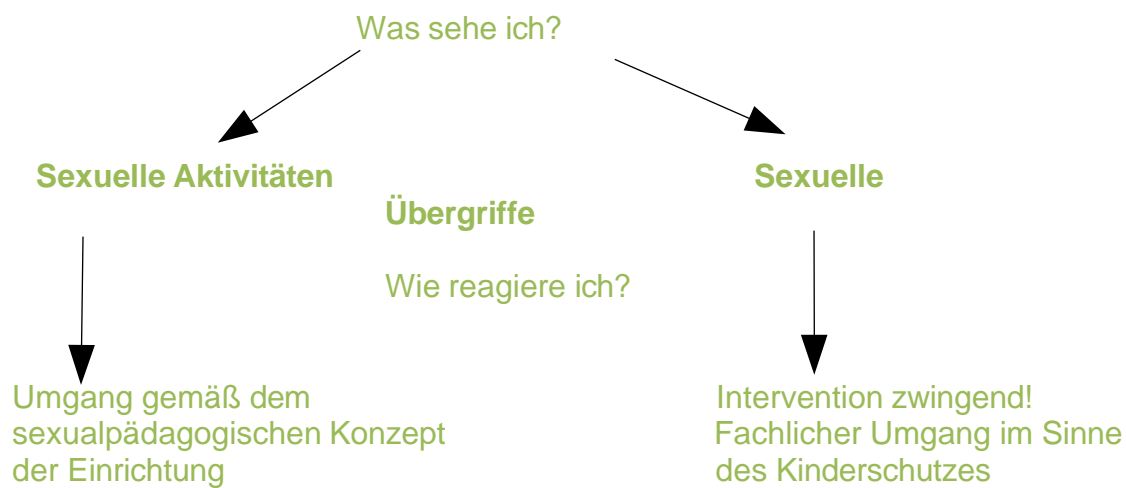 Was sehe ich?
Sexuelle Aktivitäten
Sexuelle
Übergriffe
Wie reagiere ich?
Umgang gemäß dem
sexualpädagogischen Konzept
der Einrichtung
Intervention zwingend!
Fachlicher Umgang im Sinne
des Kinderschutzes